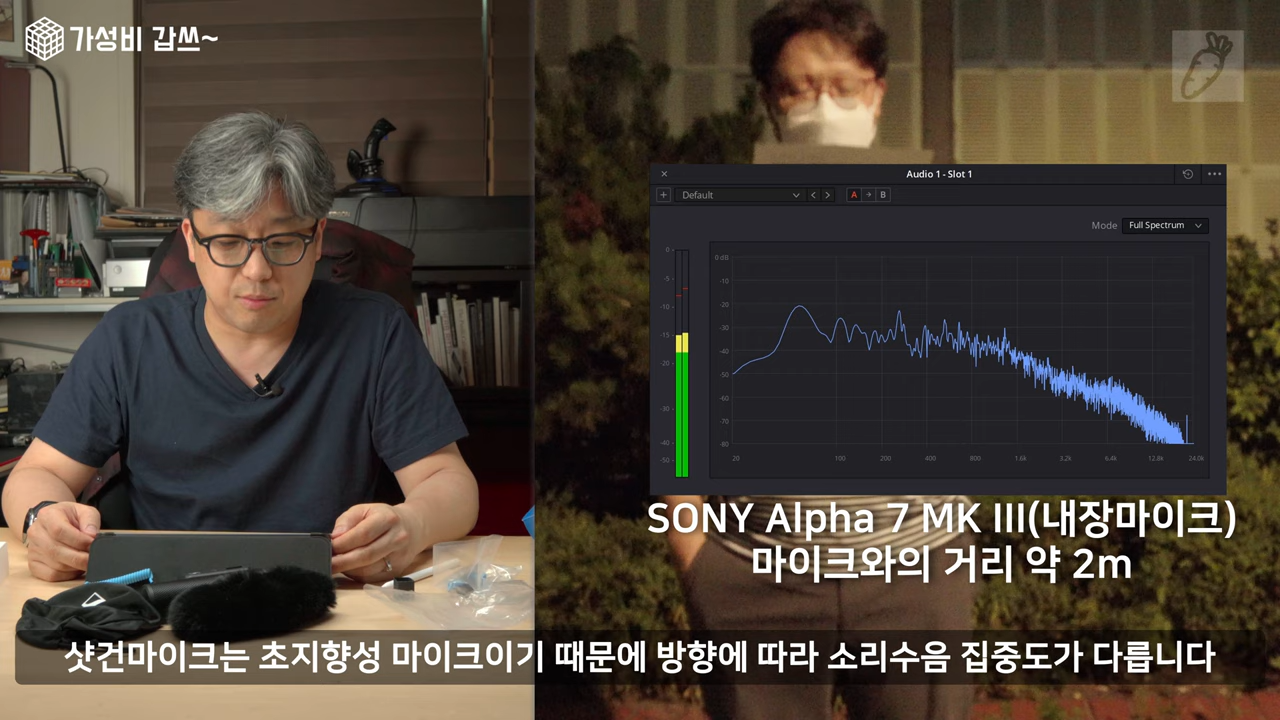 가성비 갑쓰~
Audio 1 - Slot 1
Default
A
B
Mode
Full Spectrum
0
-5
-10
-15
-20
-30
-40
-50
0 dB
-10
-20
-30
-40
-50
-60
-70
-80
20
100
200
400
800
1.6k
3.2k
6.4k
12.8k
24.0k
SONY Alpha 7 MK III(내장마이크)
마이크와의 거리 약 2m
샷건마이크는 초지향성 마이크이기 때문에 방향에 따라 소리수음 집중도가 다릅니다